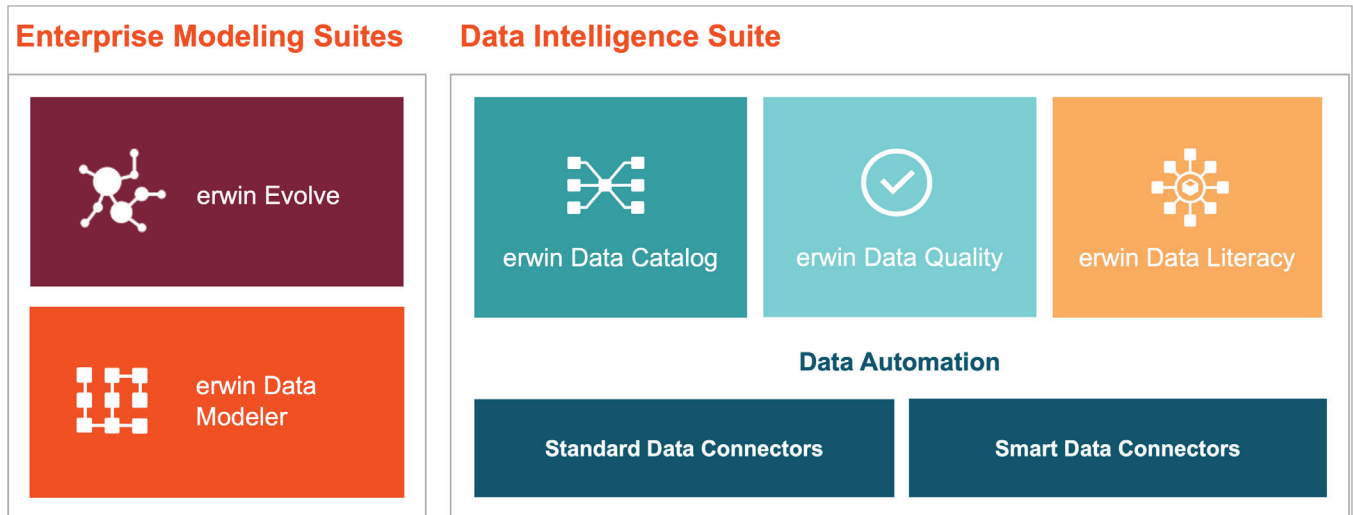 Enterprise Modeling Suites
Data Intelligence Suite
erwin Evolve
erwin Data
Modeler
erwin Data Catalog
erwin Data Quality
erwin Data Literacy
Data Automation
Standard Data Connectors
Smart Data Connectors